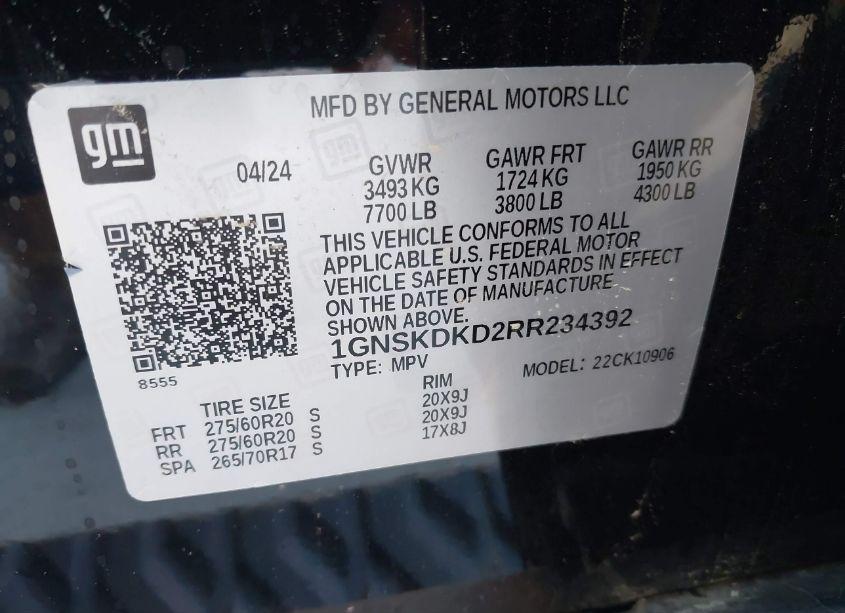 gm
MFD BY GENERAL MOTORS LLC
04/24
GVWR GAWR FRT GAWR RR
3493 KG 1724 KG 1950 KG
7700 LB 3800 LB 4300 LB
THIS VEHICLE CONFORMS TO ALL
APPLICABLE U.S. FEDERAL MOTOR
VEHICLE SAFETY STANDARDS IN EFFECT
ON THE DATE OF MANUFACTURE
SHOWN ABOVE.
1GNSKDKD2RR234392
TYPE: MPV MODEL: 22CK10906
8555
TIRE SIZE RIM
FRT 275/60R20 S 20X9J
RR 275/60R20 S 20X9J
SPA 265/70R17 S 17X8J